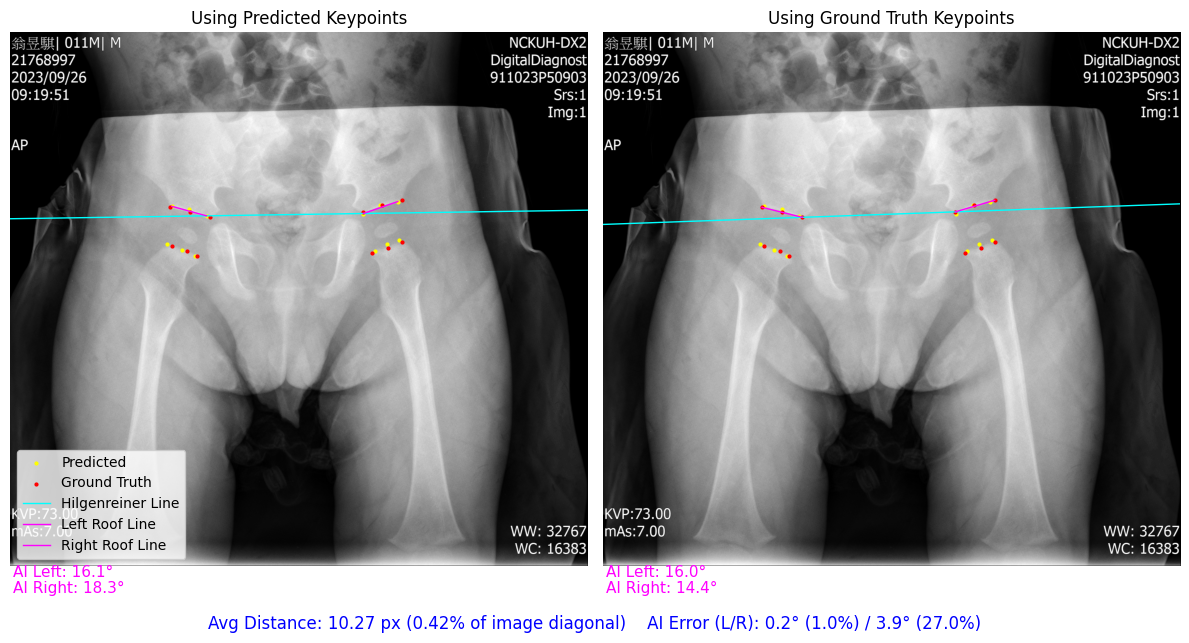 Using Predicted Keypoints
翁昱騏| 011M| M
21768997
2023/09/26
09:19:51
AP
NCKUH-DX2
DigitalDiagnost
911023P50903
Srs:1
Img:1
Predicted
Ground Truth
Hilgenreiner Line
Left Roof Line
Right Roof Line
KVP:73.00
mAs:7.00
WW: 32767
WC: 16383
AI Left: 16.1°
AI Right: 18.3°
Using Ground Truth Keypoints
翁昱騏| 011M| M
21768997
2023/09/26
09:19:51
AP
NCKUH-DX2
DigitalDiagnost
911023P50903
Srs:1
Img:1
KVP:73.00
mAs:7.00
WW: 32767
WC: 16383
AI Left: 16.0°
AI Right: 14.4°
Avg Distance: 10.27 px (0.42% of image diagonal)    AI Error (L/R): 0.2° (1.0%) / 3.9° (27.0%)